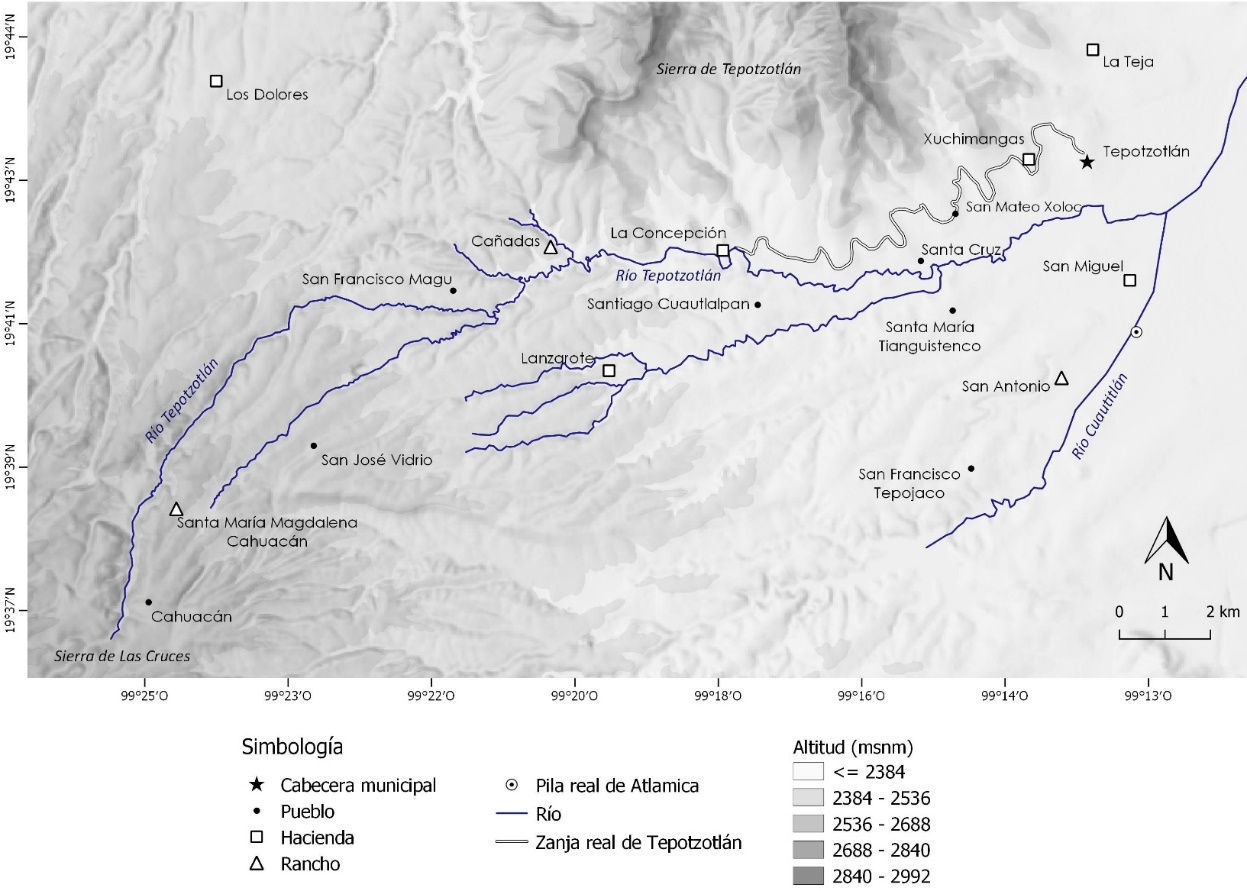 19°44'N
19°43'N
19°41'N
19°39'N
19°37'N
Sierra de Tepotzotlán
La Teja
Los Dolores
Xuchimangas
Tepotzotlán
San Mateo Xoloc
La Concepción
Cañadas
Santa Cruz
Río Tepotzotlán
San Miguel
San Francisco Magu
Santiago Cuautlalpan
Santa María
Tianguistenco
Lanzarote
San Antonio
Río Tepotzotlán
Río Cuautitlán
San José Vidrio
San Francisco
Tepojaco
Santa María Magdalena
Cahuacán
N
Cahuacán
0 1 2 km
Sierra de Las Cruces
99°25'O 99°23'O 99°22'O 99°20'O 99°18'O 99°16'O 99°14'O 99°13'O
Simbología
Cabecera municipal
Pueblo
Hacienda
Rancho
Pila real de Atlamica
Río
Zanja real de Tepotzotlán
Altitud (msnm)
<= 2384
2384 - 2536
2536 - 2688
2688 - 2840
2840 - 2992